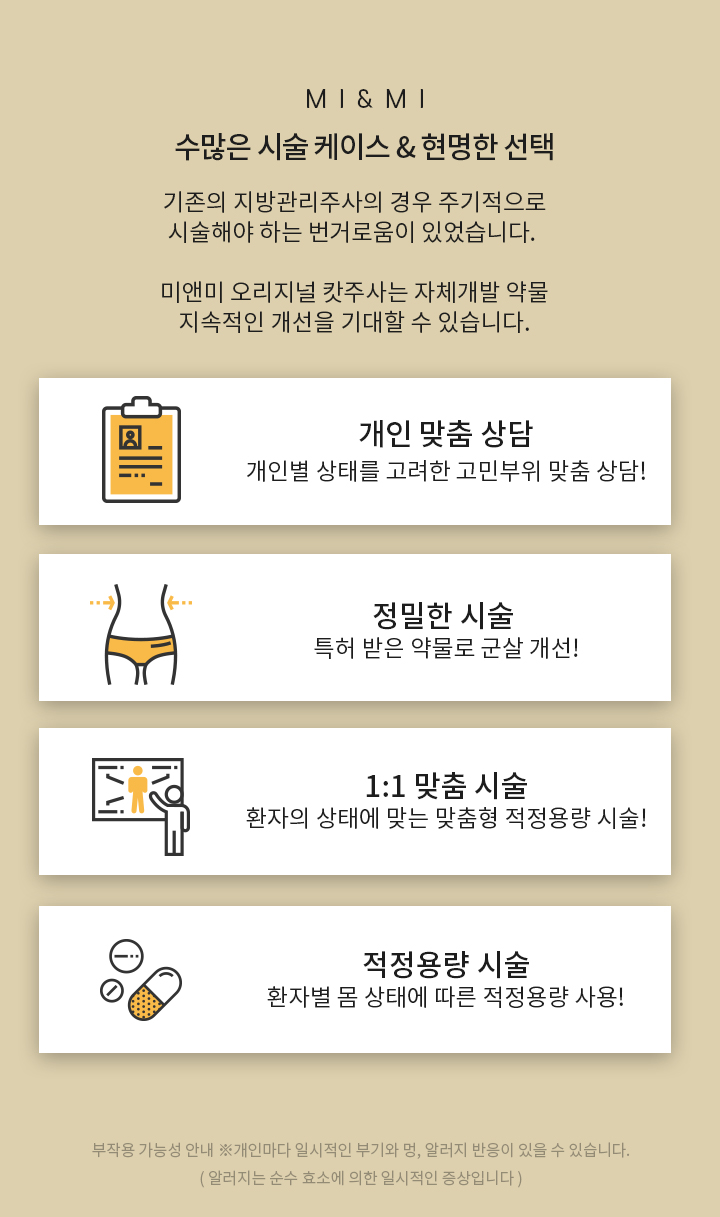 MI&MI
수많은 시술 케이스 & 현명한 선택
기존의 지방관리주사의 경우 주기적으로
시술해야 하는 번거로움이 있었습니다.
미앤미 오리지널 캇주사는 자체개발 약물
지속적인 개선을 기대할 수 있습니다.
개인 맞춤 상담
개인별 상태를 고려한 고민부위 맞춤 상담!
정밀한 시술
특허 받은 약물로 군살 개선!
1:1 맞춤 시술
환자의 상태에 맞는 맞춤형 적정용량 시술!
적정용량 시술
환자별 몸 상태에 따른 적정용량 사용!
부작용 가능성 안내 ※개인마다 일시적인 부기와 멍, 알러지 반응이 있을 수 있습니다.
( 알러지는 순수 효소에 의한 일시적인 증상입니다 )